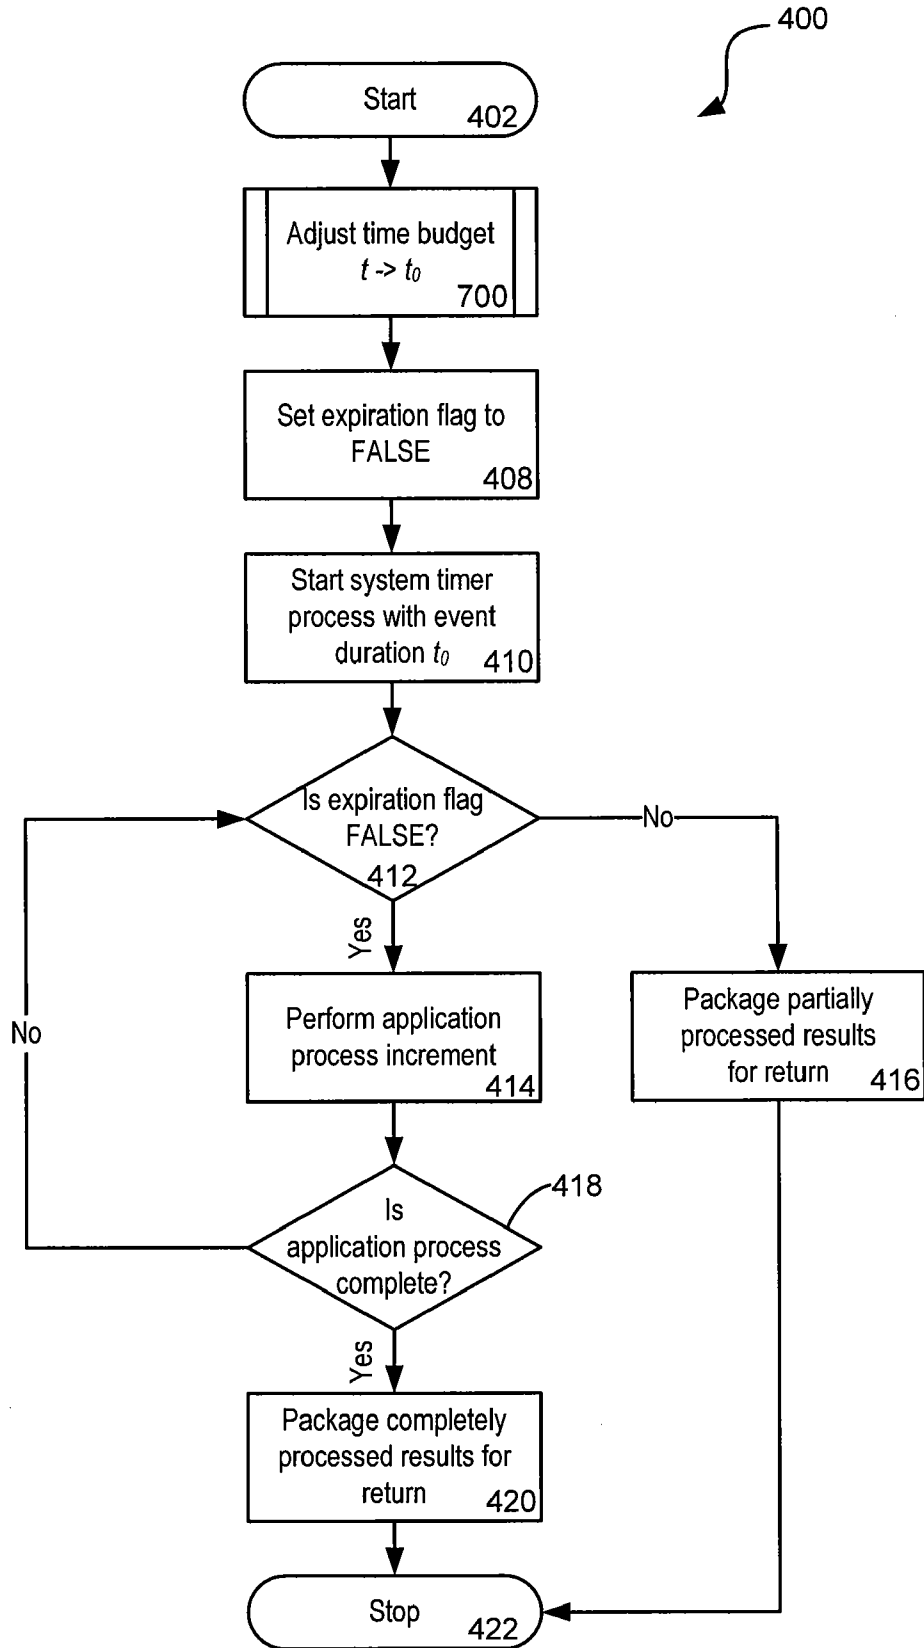 400
Start
402
Adjust time budget
t -> t₀
700
Set expiration flag to
FALSE
408
Start system timer
process with event
duration t₀
410
Is expiration flag
FALSE?
412
No
Yes
Perform application
process increment
414
Package partially
processed results
for return
416
No
418
Is
application process
complete?
Yes
Package completely
processed results for
return
420
Stop
422